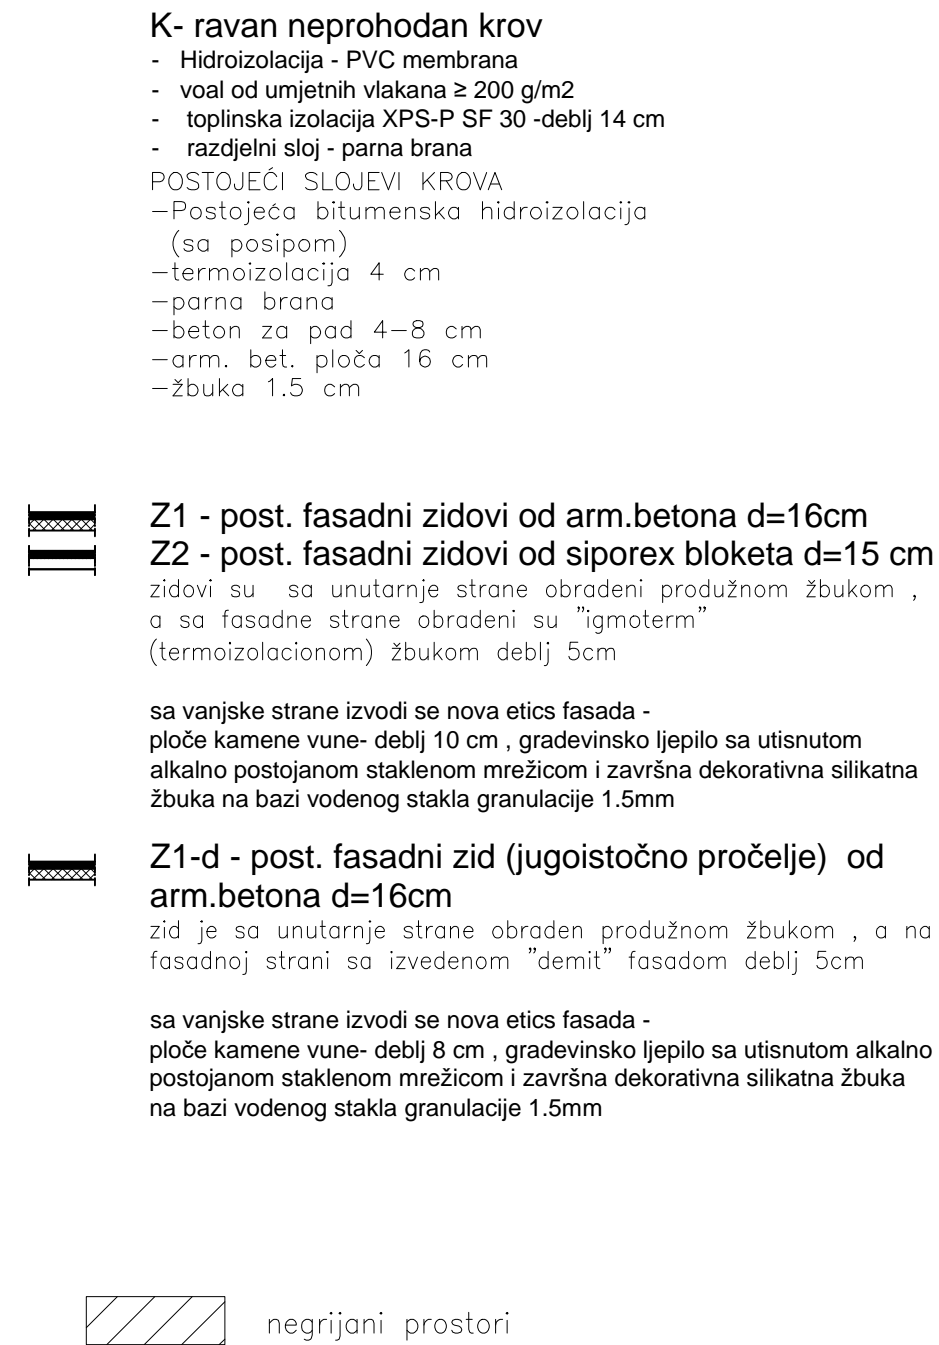 K- ravan neprohodan krov
- Hidroizolacija - PVC membrana
- voal od umjetnih vlakana ≥ 200 g/m2
- toplinska izolacija XPS-P SF 30 -deblj 14 cm
- razdjelni sloj - parna brana
POSTOJEĆI SLOJEVI KROVA
-Postojeća bitumenska hidroizolacija
(sa posipom)
-termoizolacija 4 cm
-parna brana
-beton za pad 4-8 cm
-arm. bet. ploča 16 cm
-žbuka 1.5 cm
Z1 - post. fasadni zidovi od arm.betona d=16cm
Z2 - post. fasadni zidovi od siporex bloketa d=15 cm
zidovi su sa unutarnje strane obradeni produžnom žbukom ,
a sa fasadne strane obradeni su "igmoterm"
(termoizolacionom) žbukom deblj 5cm
sa vanjske strane izvodi se nova etics fasada -
ploče kamene vune- deblj 10 cm , gradevinsko ljepilo sa utisnutom
alkalno postojanom staklenom mrežicom i završna dekorativna silikatna
žbuka na bazi vodenog stakla granulacije 1.5mm
Z1-d - post. fasadni zid (jugoistočno pročelje) od
arm.betona d=16cm
zid je sa unutarnje strane obraden produžnom žbukom , a na
fasadnoj strani sa izvedenom "demit" fasadom deblj 5cm
sa vanjske strane izvodi se nova etics fasada -
ploče kamene vune- deblj 8 cm , gradevinsko ljepilo sa utisnutom alkalno
postojanom staklenom mrežicom i završna dekorativna silikatna žbuka
na bazi vodenog stakla granulacije 1.5mm
negrijani prostori